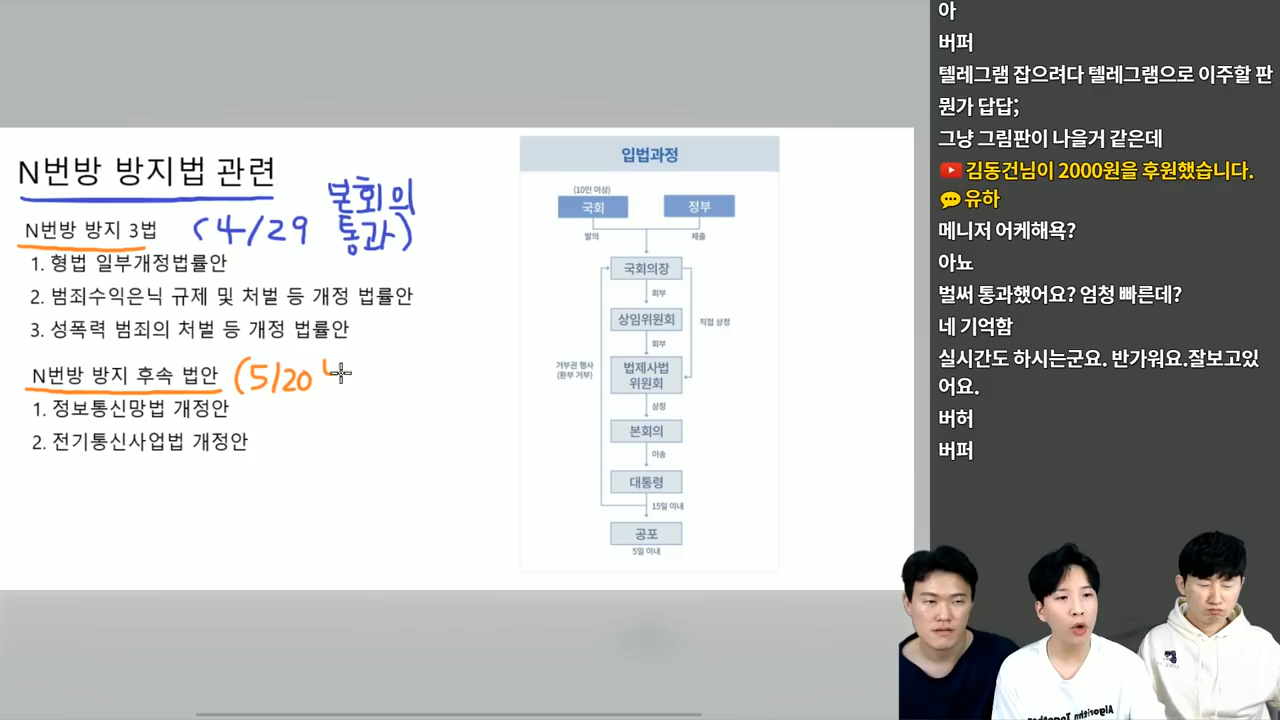 N번방 방지법 관련
본회의
N번방 방지 3법 (4/29 통과)
1. 형법 일부개정법률안
2. 범죄수익은닉 규제 및 처벌 등 개정 법률안
3. 성폭력 범죄의 처벌 등 개정 법률안
N번방 방지 후속 법안 (5/20
1. 정보통신망법 개정안
2. 전기통신사업법 개정안
입법과정
(10인 이상)
국회 정부
발의 제출
국회의장
회부
상임위원회
직접 상정
회부
거부권 행사
(환부 거부)
법제사법
위원회
상정
본회의
이송
대통령
15일 이내
공포
5일 이내
아
버퍼
텔레그램 잡으려다 텔레그램으로 이주할 판
뭔가 답답;
그냥 그림판이 나을거 같은데
김동건님이 2000원을 후원했습니다.
유하
메니저 어케해욕?
아뇨
벌써 통과했어요? 엄청 빠른데?
네 기억함
실시간도 하시는군요. 반가워요.잘보고있
어요.
버허
버퍼
Algorithm